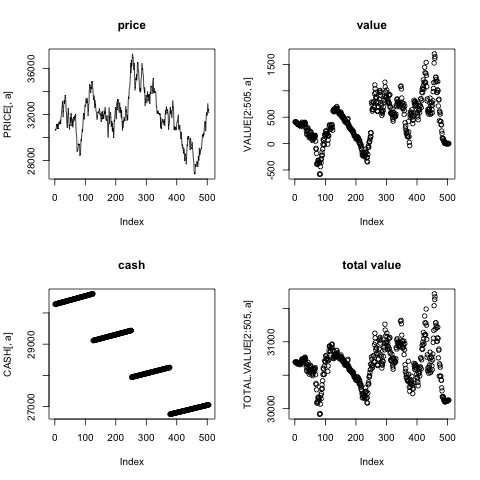 price
PRICE[, a]
36000
32000
28000
0 100 200 300 400 500
Index
value
VALUE[2:505, a]
1500
500
0
-500
0 100 200 300 400 500
Index
cash
CASH[, a]
29000
27000
0 100 200 300 400 500
Index
total value
TOTAL.VALUE[2:505, a]
31000
30000
0 100 200 300 400 500
Index